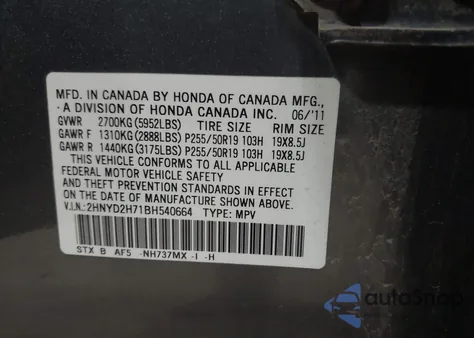 MFD. IN CANADA BY HONDA OF CANADA MFG.,
- A DIVISION OF HONDA CANADA INC. 06/'11
GVWR 2700KG(5952LBS) TIRE SIZE RIM SIZE
GAWR F 1310KG(2888LBS) P255/50R19 103H 19X8.5J
GAWR R 1440KG(3175LBS) P255/50R19 103H 19X8.5J
THIS VEHICLE CONFORMS TO ALL APPLICABLE
FEDERAL MOTOR VEHICLE SAFETY
AND THEFT PREVENTION STANDARDS IN EFFECT
ON THE DATE OF MANUFACTURE SHOWN ABOVE.
V.I.N.: 2HNYD2H71BH540664 TYPE: MPV
STX B AF5 -NH737MX -I -H
autoSnap